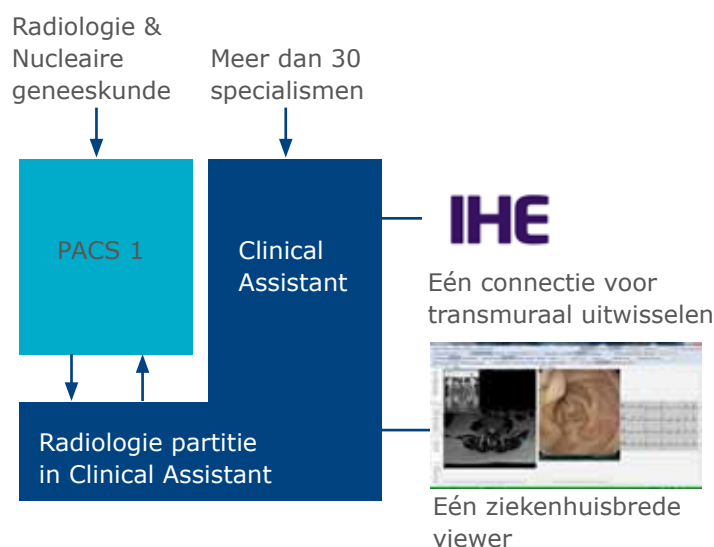 Radiologie &
Nucleaire
geneeskunde
Meer dan 30
specialismen
PACS 1
Clinical
Assistant
IHE
Eén connectie voor
transmuraal uitwisselen
Radiologie partitie
in Clinical Assistant
Eén ziekenhuisbrede
viewer